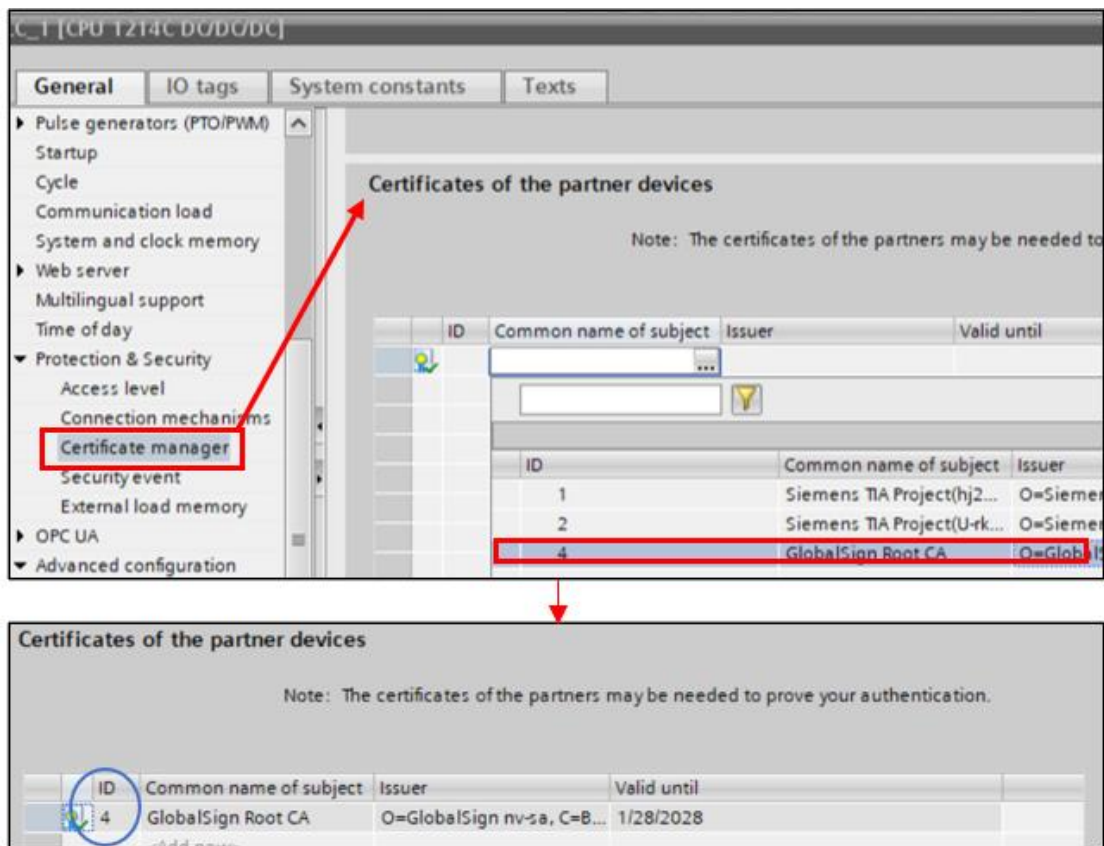 C_1 [CPU 1214C DC/DC/DC]
General IO tags System constants Texts
Pulse generators (PTO/PWM)
Startup
Cycle
Communication load
System and clock memory
Web server
Multilingual support
Time of day
Protection & Security
Access level
Connection mechanisms
Certificate manager
Security event
External load memory
OPC UA
Advanced configuration
Certificates of the partner devices
Note: The certificates of the partners may be needed to
ID Common name of subject Issuer Valid until
...
ID Common name of subject Issuer
1 Siemens TIA Project(hj2... O=Siemen
2 Siemens TIA Project(U-rk... O=Siemen
4 GlobalSign Root CA O=GlobalS
Certificates of the partner devices
Note: The certificates of the partners may be needed to prove your authentication.
ID Common name of subject Issuer Valid until
4 GlobalSign Root CA O=GlobalSign nv-sa, C=B... 1/28/2028
<Add new>